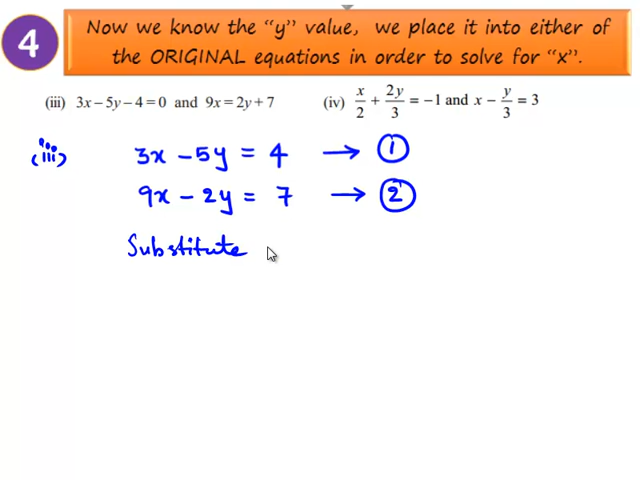 4
Now we know the "y" value, we place it into either of
the ORIGINAL equations in order to solve for "x".
(iii) 3x – 5y – 4 = 0 and 9x = 2y + 7 (iv) x/2 + 2y/3 = –1 and x – y/3 = 3
(iii) 3x – 5y = 4 → ①
9x – 2y = 7 → ②
Substitute